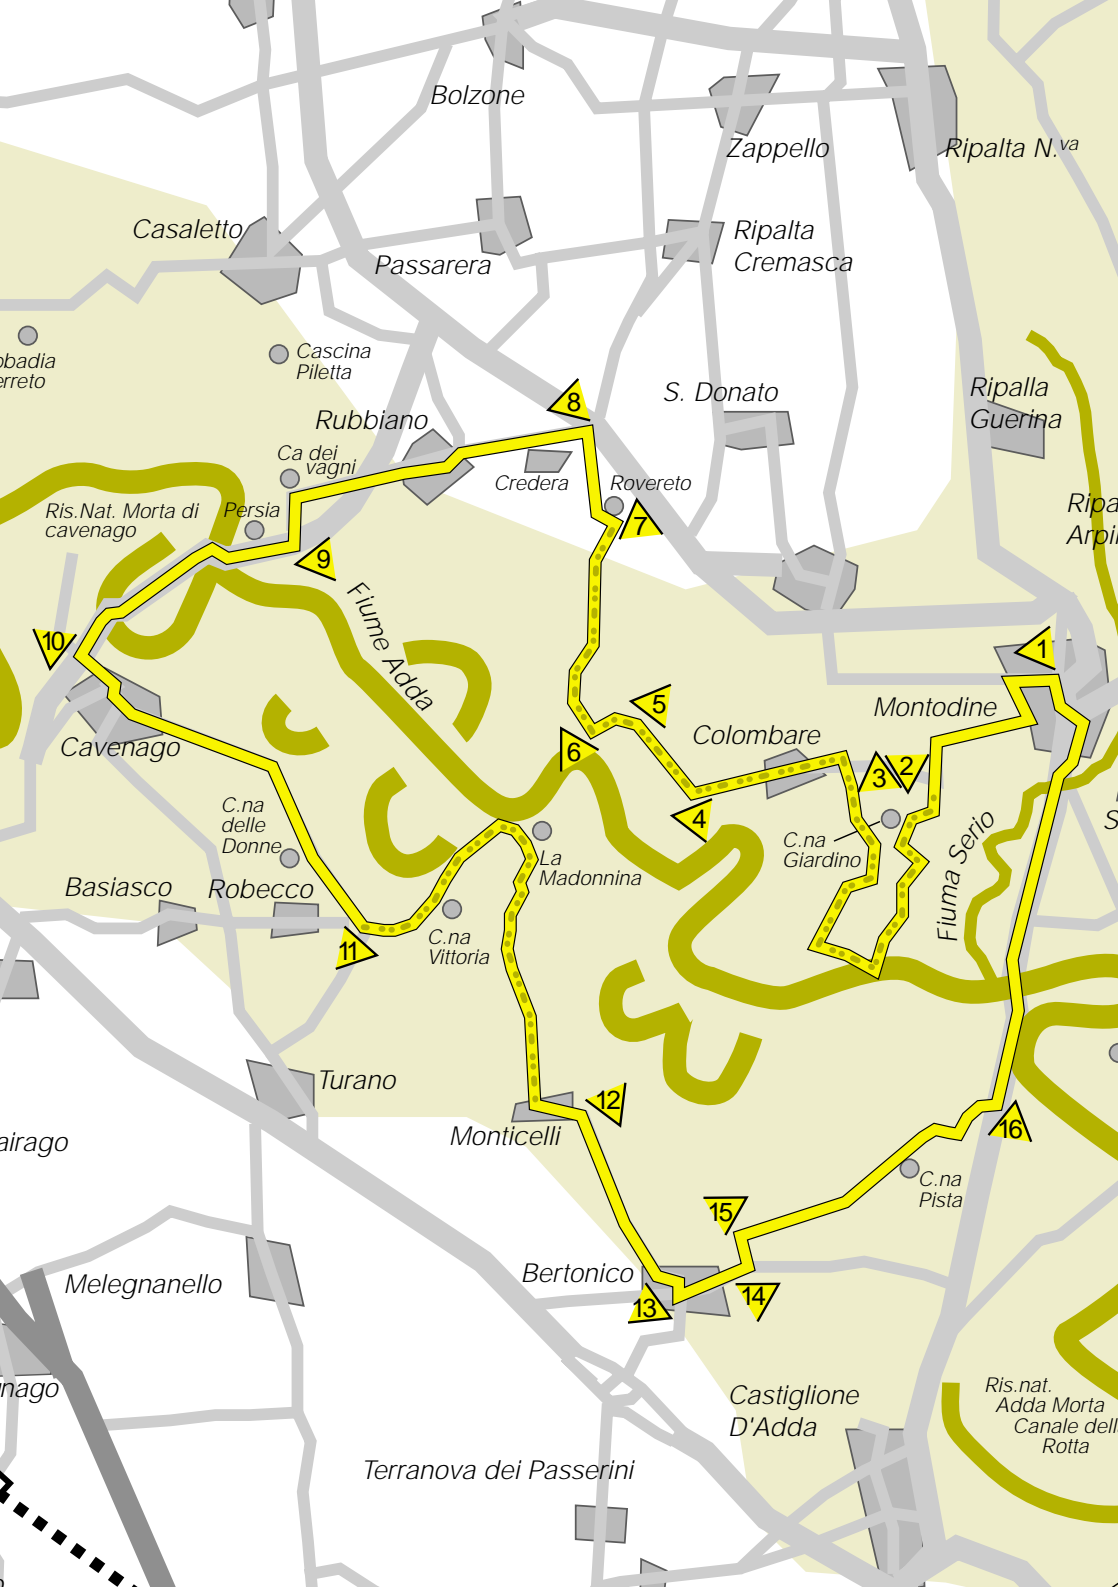 Bolzone
Zappello
Ripalta N.va
Casaletto
Passarera
Ripalta
Cremasca
Cascina
Piletta
bbadia
erreto
Rubbiano
S. Donato
Ripalla
Guerina
8
Ca dei
vagni
Credera
Rovereto
Ris.Nat. Morta di
cavenago
Persia
7
Ripa
Arpi
9
Fiume Adda
10
1
5
Montodine
Cavenago
6
Colombare
3
2
4
C.na
delle
Donne
C.na
Giardino
Fiuma Serio
S
La
Madonnina
Basiasco
Robecco
11
C.na
Vittoria
Turano
12
Monticelli
16
airago
C.na
Pista
15
Melegnanello
Bertonico
13
14
nago
Castiglione
D'Adda
Ris.nat.
Adda Morta
Canale dell
Rotta
Terranova dei Passerini